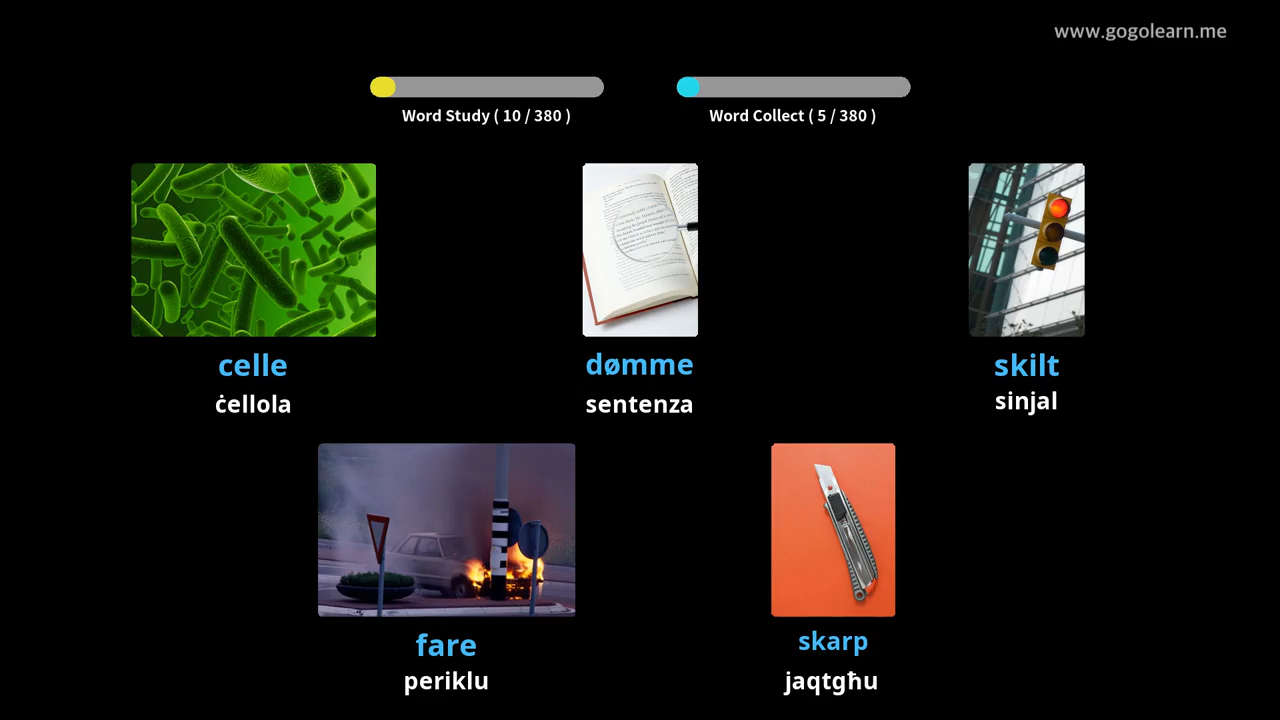 www.gogolearn.me
Word Study ( 10 / 380 )
Word Collect ( 5 / 380 )
celle
ċellola
dømme
sentenza
skilt
sinjal
fare
periklu
skarp
jaqtgħu